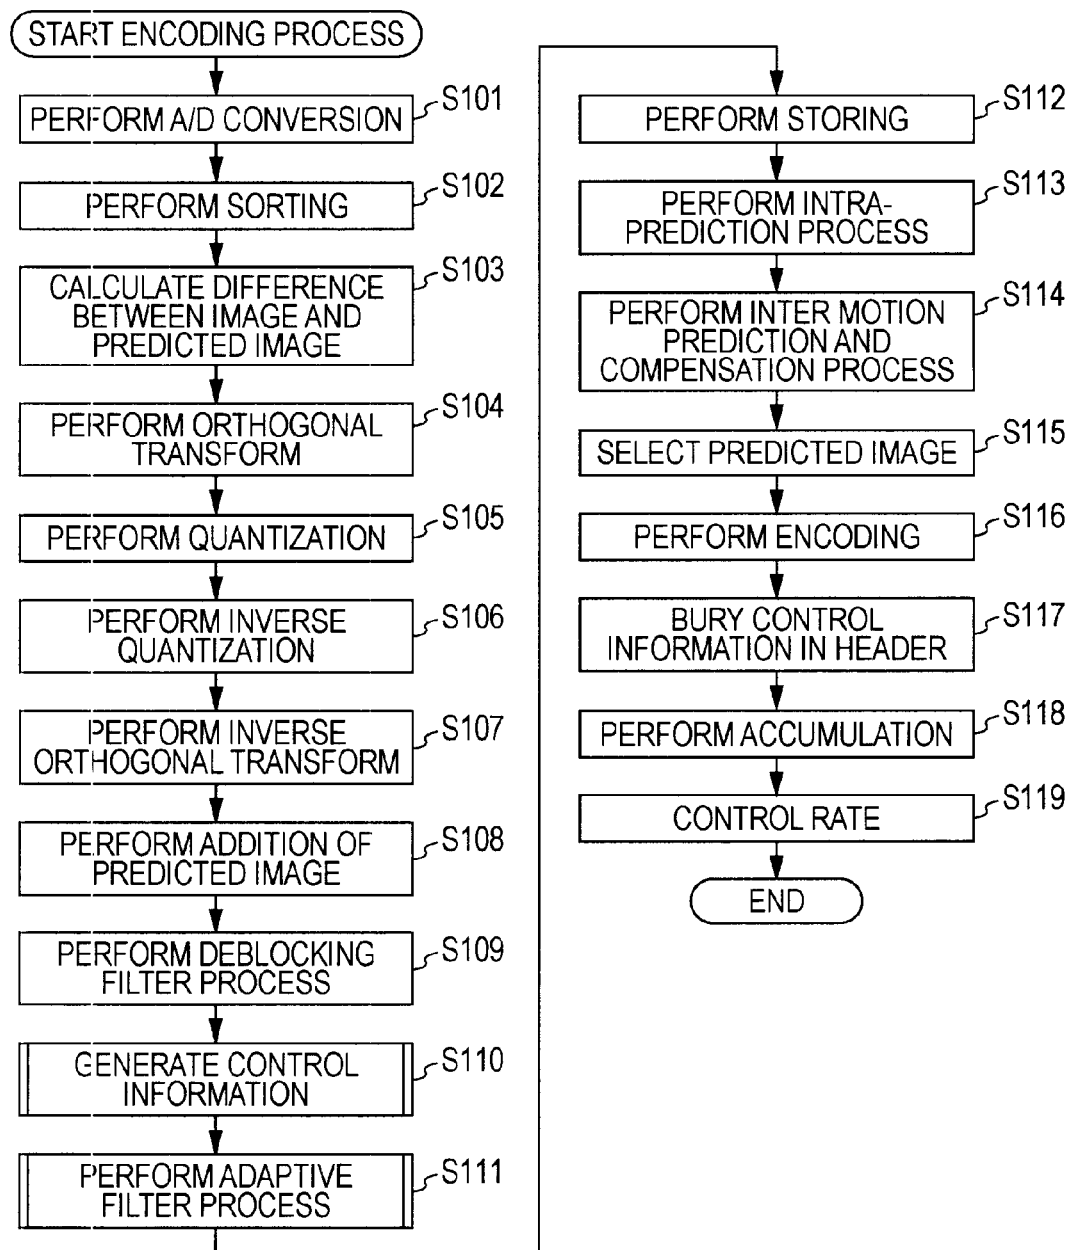 START ENCODING PROCESS
PERFORM A/D CONVERSION
S101
PERFORM SORTING
S102
CALCULATE DIFFERENCE
BETWEEN IMAGE AND
PREDICTED IMAGE
S103
PERFORM ORTHOGONAL
TRANSFORM
S104
PERFORM QUANTIZATION
S105
PERFORM INVERSE
QUANTIZATION
S106
PERFORM INVERSE
ORTHOGONAL TRANSFORM
S107
PERFORM ADDITION OF
PREDICTED IMAGE
S108
PERFORM DEBLOCKING
FILTER PROCESS
S109
GENERATE CONTROL
INFORMATION
S110
PERFORM ADAPTIVE
FILTER PROCESS
S111
PERFORM STORING
S112
PERFORM INTRA-
PREDICTION PROCESS
S113
PERFORM INTER MOTION
PREDICTION AND
COMPENSATION PROCESS
S114
SELECT PREDICTED IMAGE
S115
PERFORM ENCODING
S116
BURY CONTROL
INFORMATION IN HEADER
S117
PERFORM ACCUMULATION
S118
CONTROL RATE
S119
END